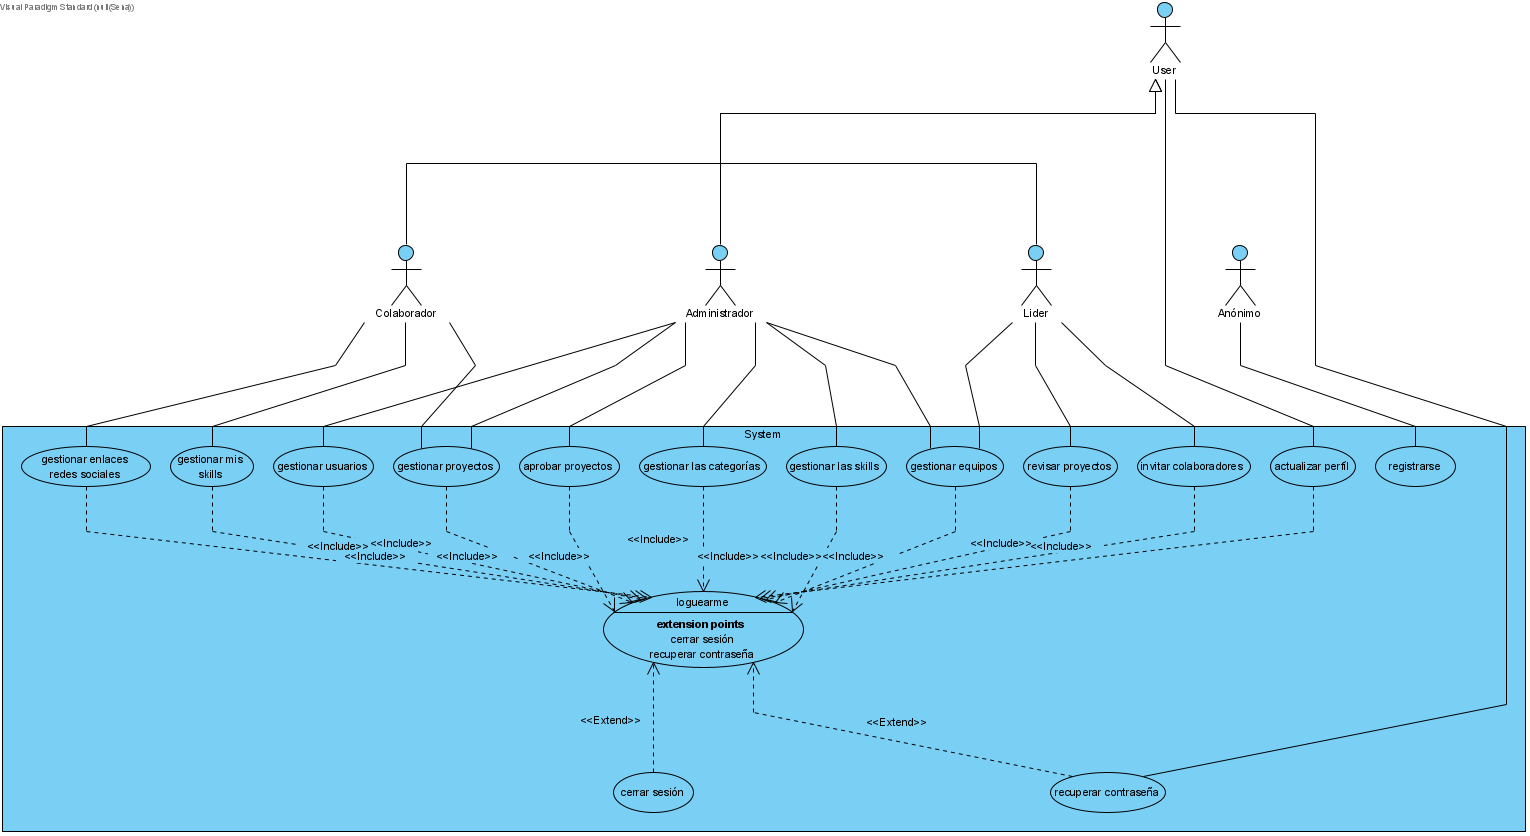 Visual Paradigm Standard (null(Sena))
User
Colaborador
Administrador
Lider
Anónimo
System
gestionar enlaces
redes sociales
gestionar mis
skills
gestionar usuarios
gestionar proyectos
aprobar proyectos
gestionar las categorías
gestionar las skills
gestionar equipos
revisar proyectos
invitar colaboradores
actualizar perfil
registrarse
<<Include>>
<<Include>>
<<Include>>
<<Include>>
<<Include>>
<<Include>>
<<Include>>
<<Include>>
<<Include>>
<<Include>>
<<Include>>
loguearme
extension points
cerrar sesión
recuperar contraseña
<<Extend>>
<<Extend>>
cerrar sesión
recuperar contraseña